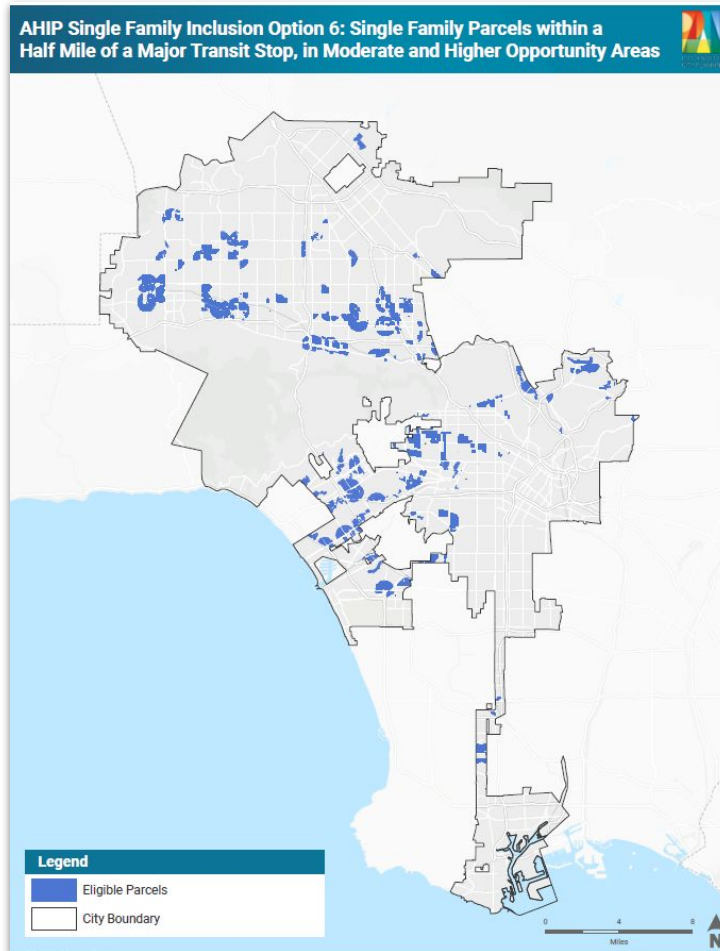 AHIP Single Family Inclusion Option 6: Single Family Parcels within a
Half Mile of a Major Transit Stop, in Moderate and Higher Opportunity Areas
Legend
Eligible Parcels
City Boundary
0 4 8
Miles
N